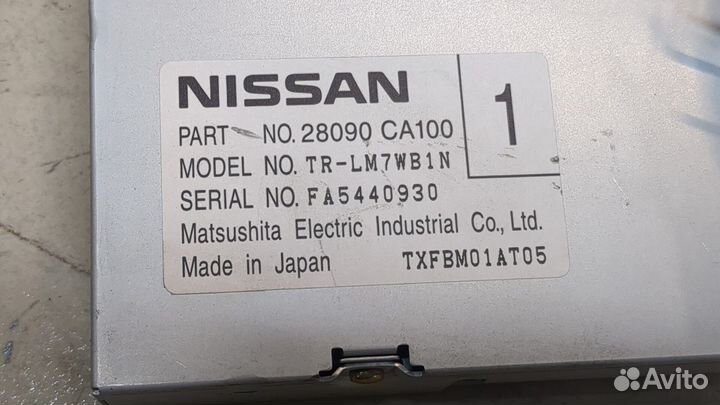 NISSAN
1
PART NO. 28090 CA100
MODEL NO. TR-LM7WB1N
SERIAL NO. FA5440930
Matsushita Electric Industrial Co., Ltd.
Made in Japan TXFBM01AT05
Avito